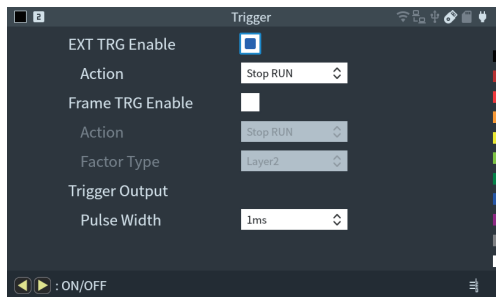 2 Trigger
EXT TRG Enable
Action Stop RUN
Frame TRG Enable
Action Stop RUN
Factor Type Layer2
Trigger Output
Pulse Width 1ms
: ON/OFF